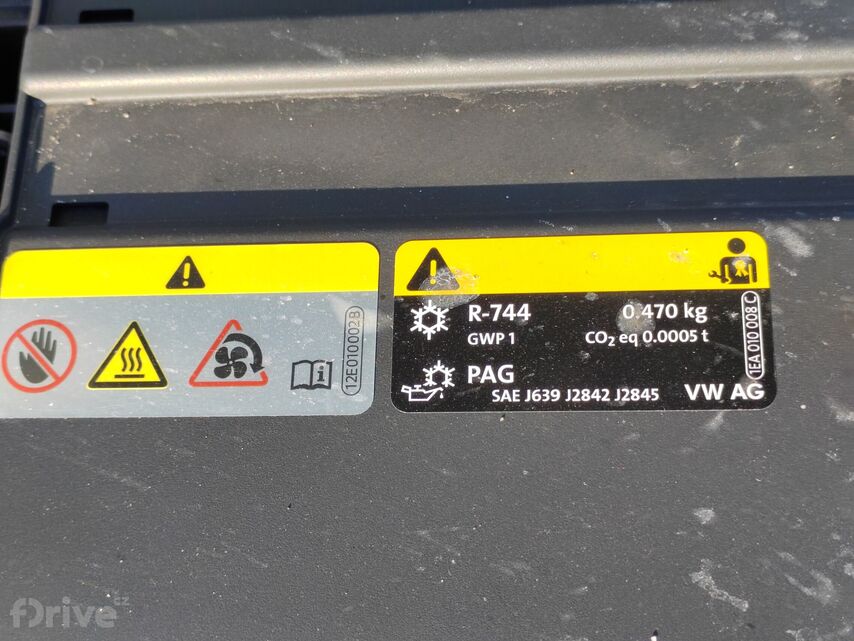 12E010002B
R-744 0.470 kg
GWP 1 CO₂ eq 0.0005 t
PAG
SAE J639 J2842 J2845 VW AG
1EA 010 008 C
fDrive.cz